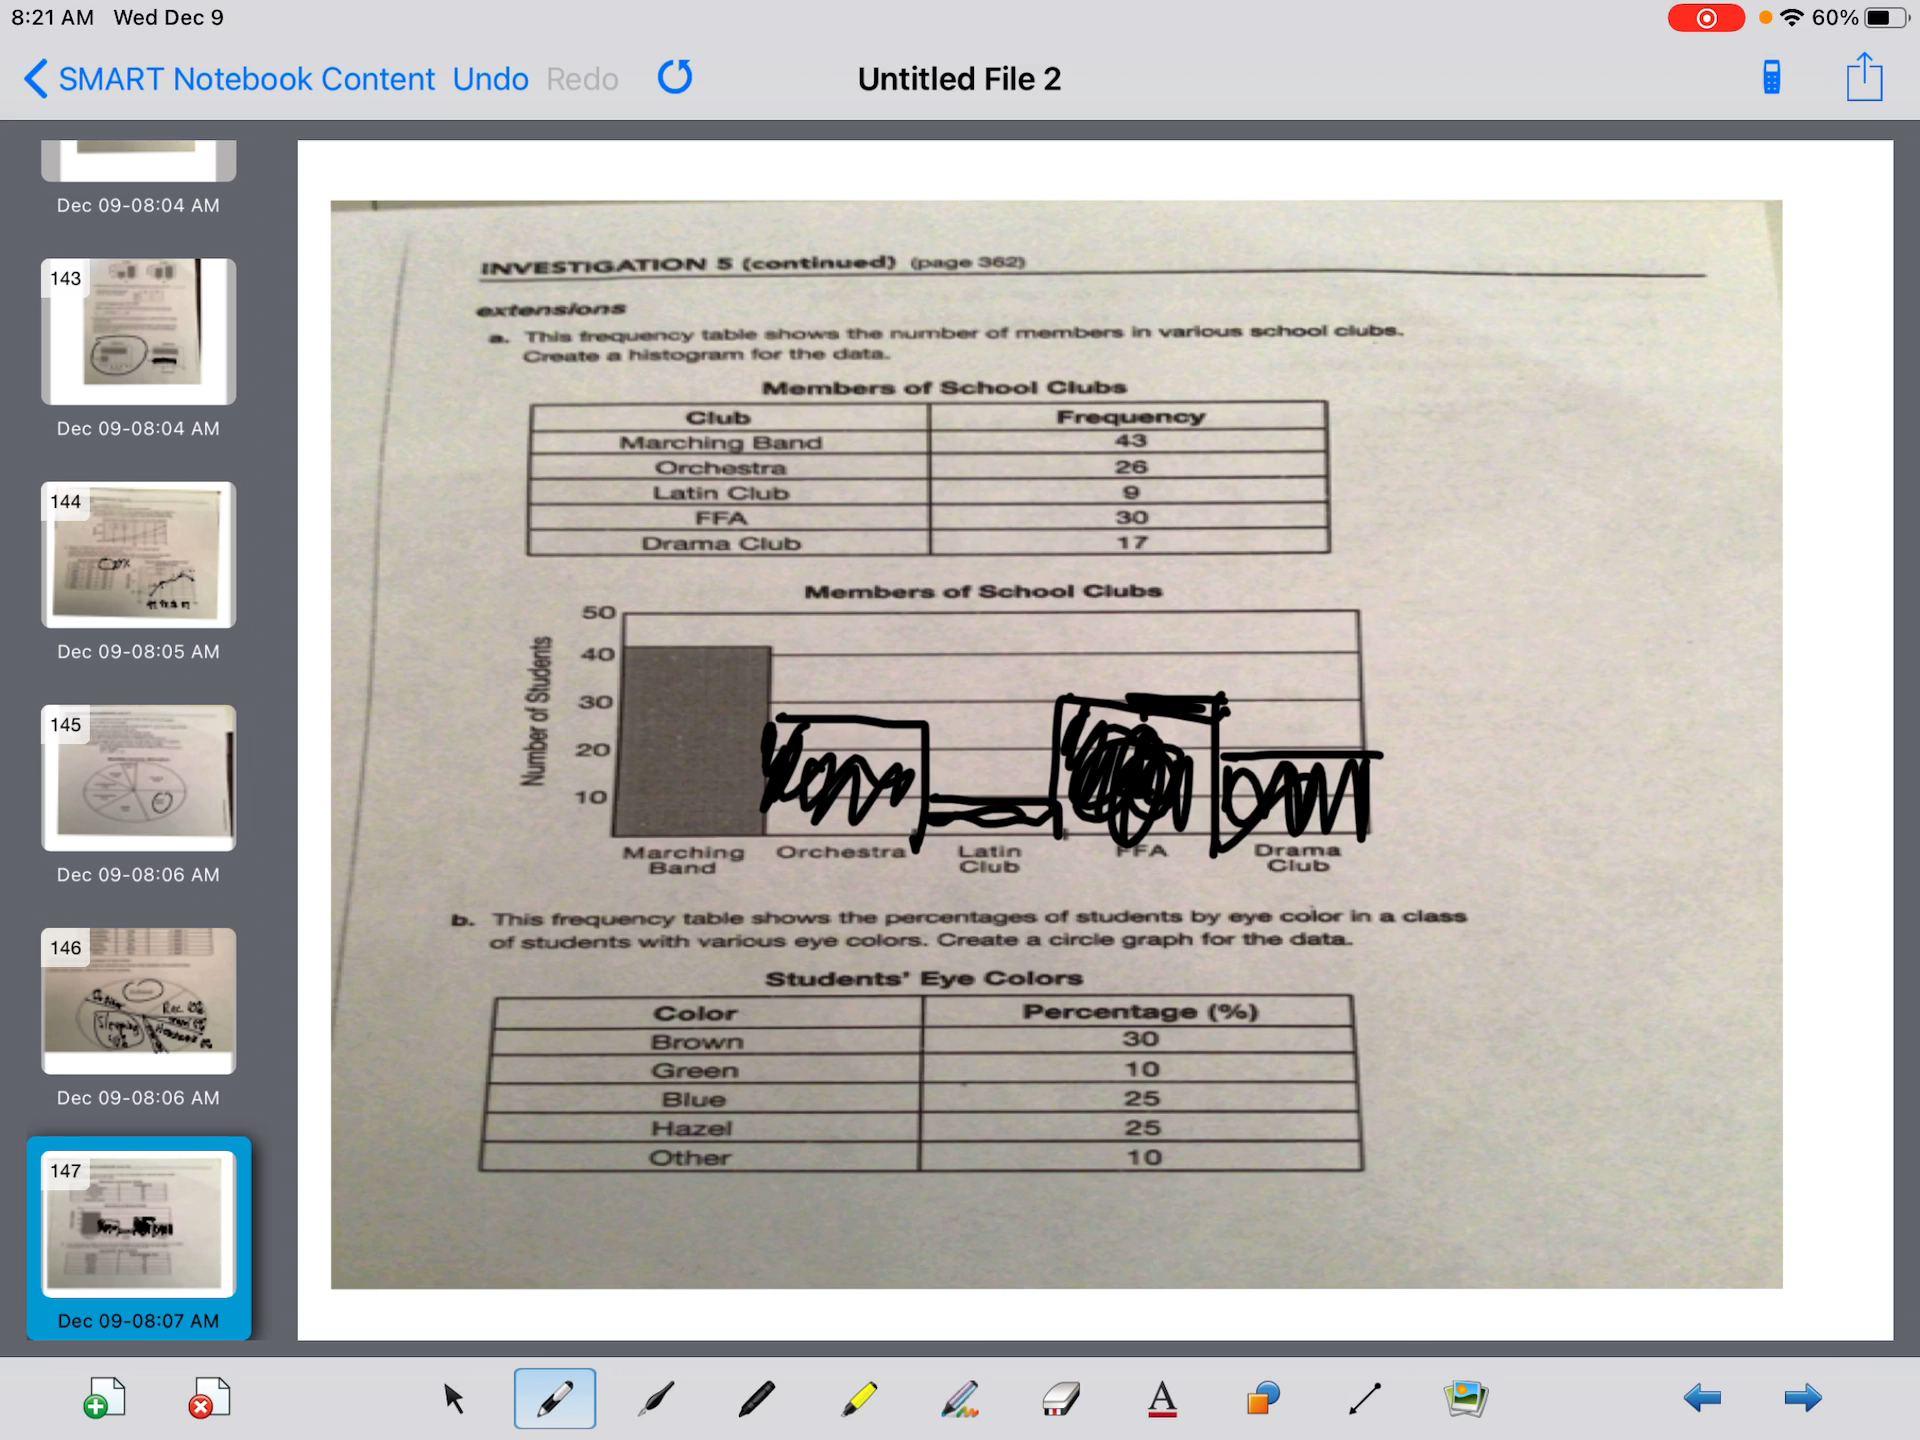 8:21 AM Wed Dec 9
60%
SMART Notebook Content Undo Redo
Untitled File 2
Dec 09-08:04 AM
143
Dec 09-08:04 AM
144
Dec 09-08:05 AM
145
Dec 09-08:06 AM
146
Dec 09-08:06 AM
147
Dec 09-08:07 AM
INVESTIGATION 5 (continued) (page 362)
extensions
a. This frequency table shows the number of members in various school clubs.
Create a histogram for the data.
Members of School Clubs
Club Frequency
Marching Band 43
Orchestra 26
Latin Club 9
FFA 30
Drama Club 17
Members of School Clubs
Number of Students
50
40
30
20
10
Marching Band
Orchestra
Latin Club
FFA
Drama Club
b. This frequency table shows the percentages of students by eye color in a class
of students with various eye colors. Create a circle graph for the data.
Students' Eye Colors
Color Percentage (%)
Brown 30
Green 10
Blue 25
Hazel 25
Other 10
A